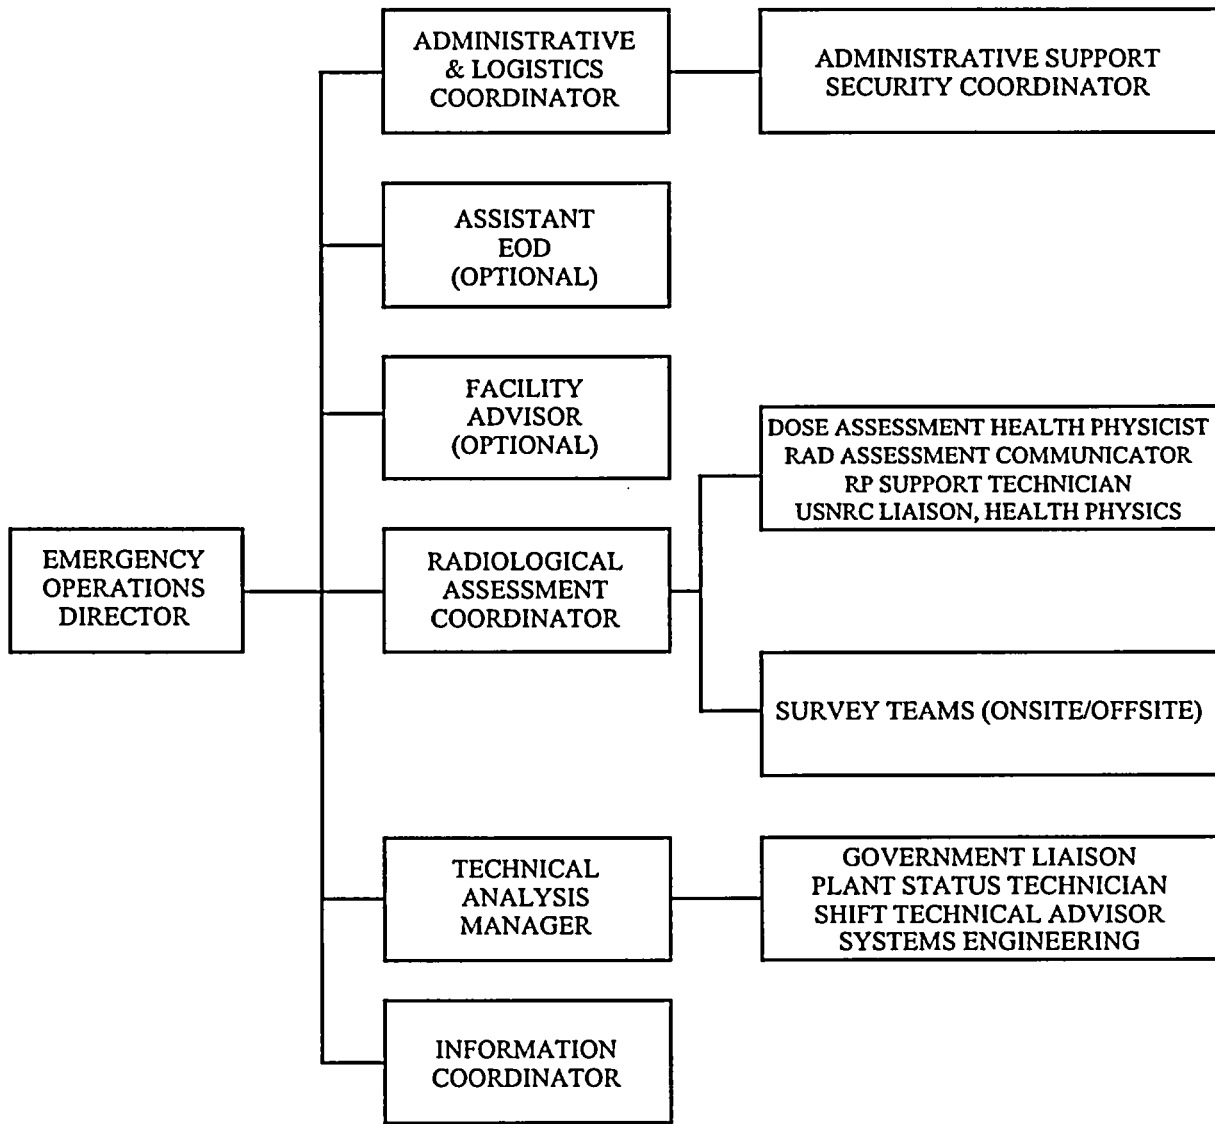 ADMINISTRATIVE
& LOGISTICS
COORDINATOR
ADMINISTRATIVE SUPPORT
SECURITY COORDINATOR
ASSISTANT
EOD
(OPTIONAL)
FACILITY
ADVISOR
(OPTIONAL)
DOSE ASSESSMENT HEALTH PHYSICIST
RAD ASSESSMENT COMMUNICATOR
RP SUPPORT TECHNICIAN
USNRC LIAISON, HEALTH PHYSICS
EMERGENCY
OPERATIONS
DIRECTOR
RADIOLOGICAL
ASSESSMENT
COORDINATOR
SURVEY TEAMS (ONSITE/OFFSITE)
TECHNICAL
ANALYSIS
MANAGER
GOVERNMENT LIAISON
PLANT STATUS TECHNICIAN
SHIFT TECHNICAL ADVISOR
SYSTEMS ENGINEERING
INFORMATION
COORDINATOR